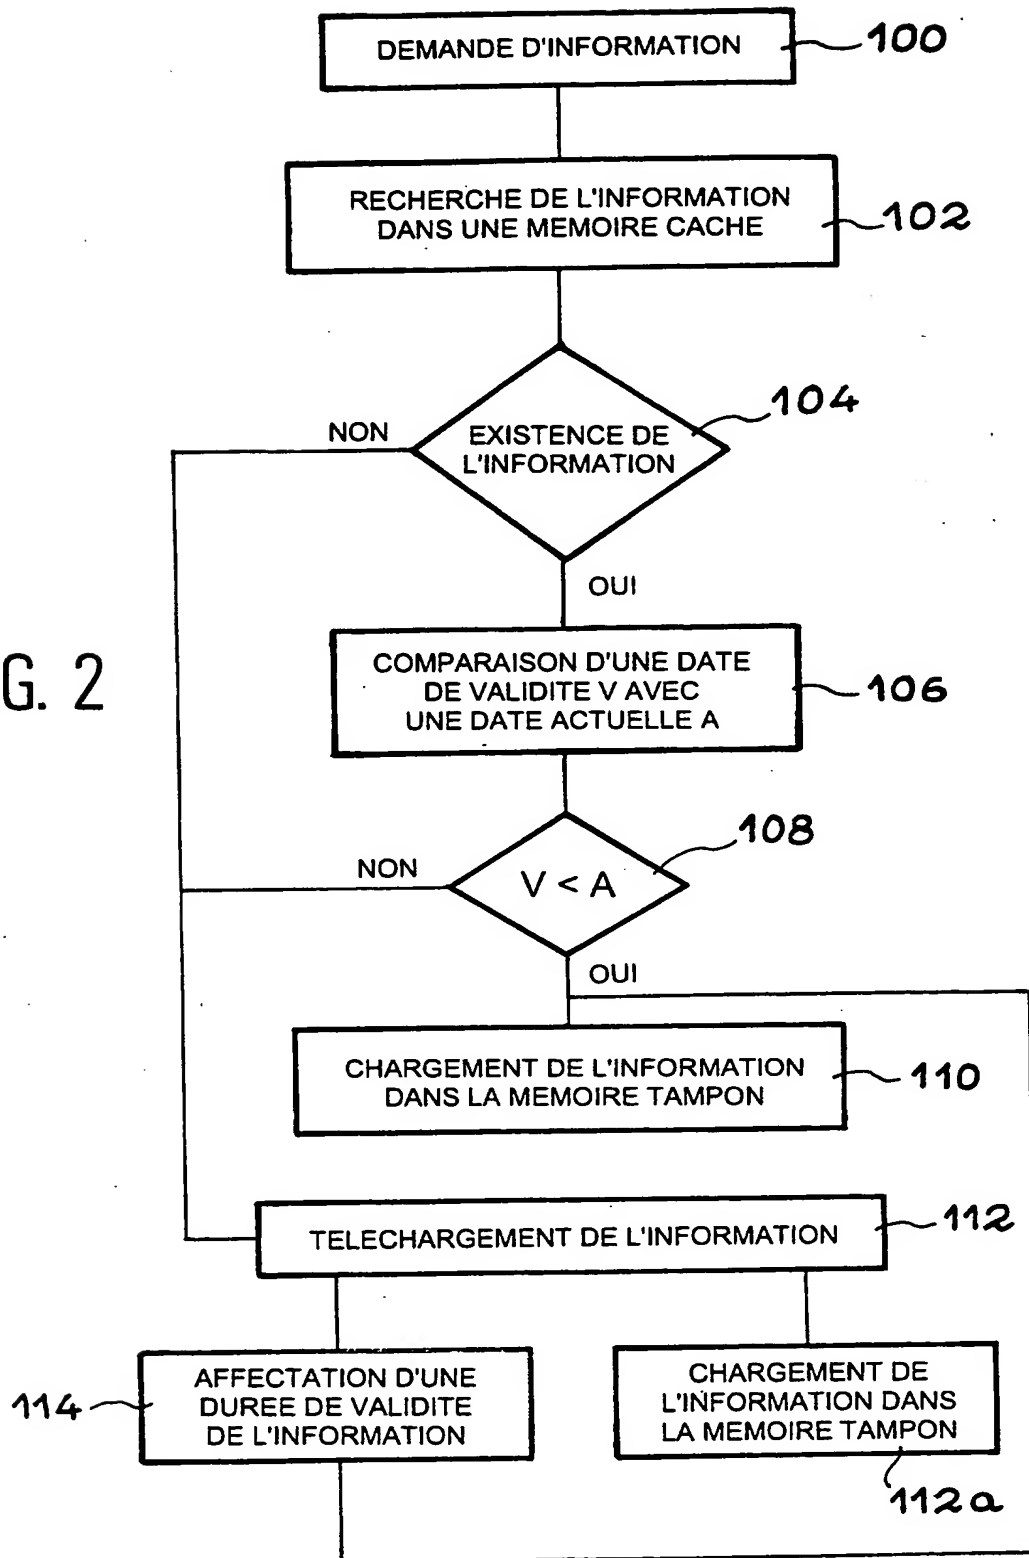 DEMANDE D'INFORMATION
100
RECHERCHE DE L'INFORMATION
DANS UNE MEMOIRE CACHE
102
104
NON
EXISTENCE DE
L'INFORMATION
OUI
G. 2
COMPARAISON D'UNE DATE
DE VALIDITE V AVEC
UNE DATE ACTUELLE A
106
108
NON
V < A
OUI
CHARGEMENT DE L'INFORMATION
DANS LA MEMOIRE TAMPON
110
TELECHARGEMENT DE L'INFORMATION
112
114
AFFECTATION D'UNE
DUREE DE VALIDITE
DE L'INFORMATION
CHARGEMENT DE
L'INFORMATION DANS
LA MEMOIRE TAMPON
112a